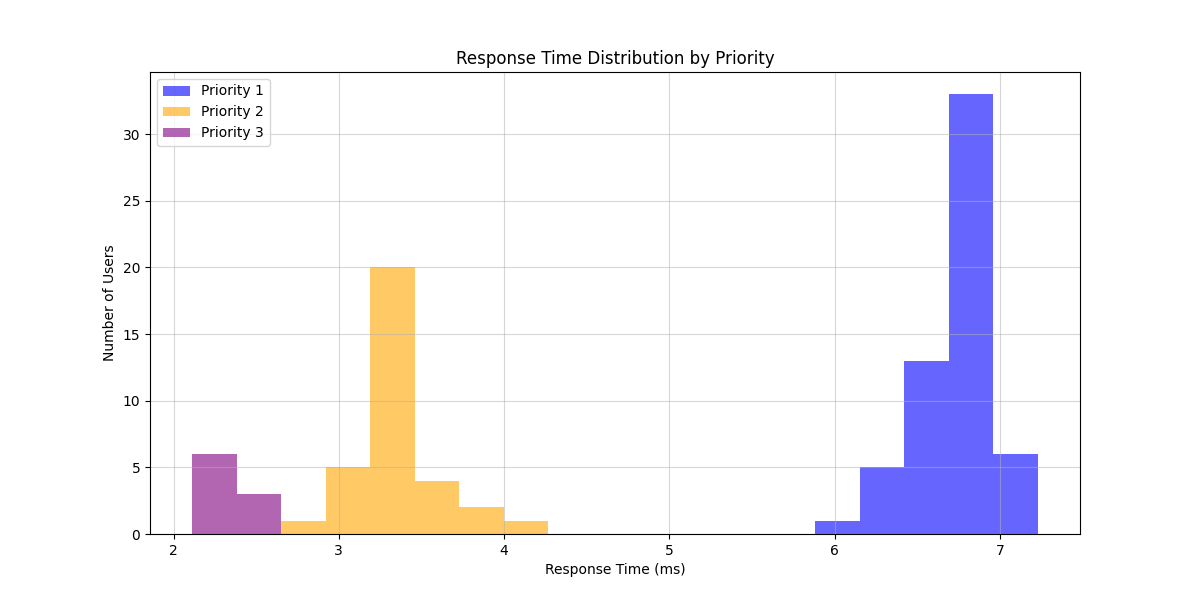 Response Time Distribution by Priority
Priority 1
Priority 2
Priority 3
Number of Users
30
25
20
15
10
5
0
2 3 4 5 6 7
Response Time (ms)